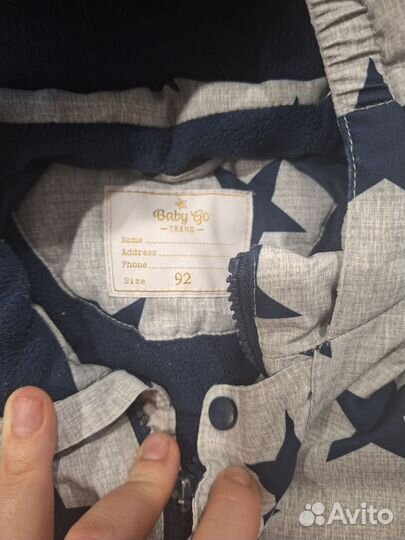 Baby Go
TREND
Name
Address
Phone
Size 92
Avito